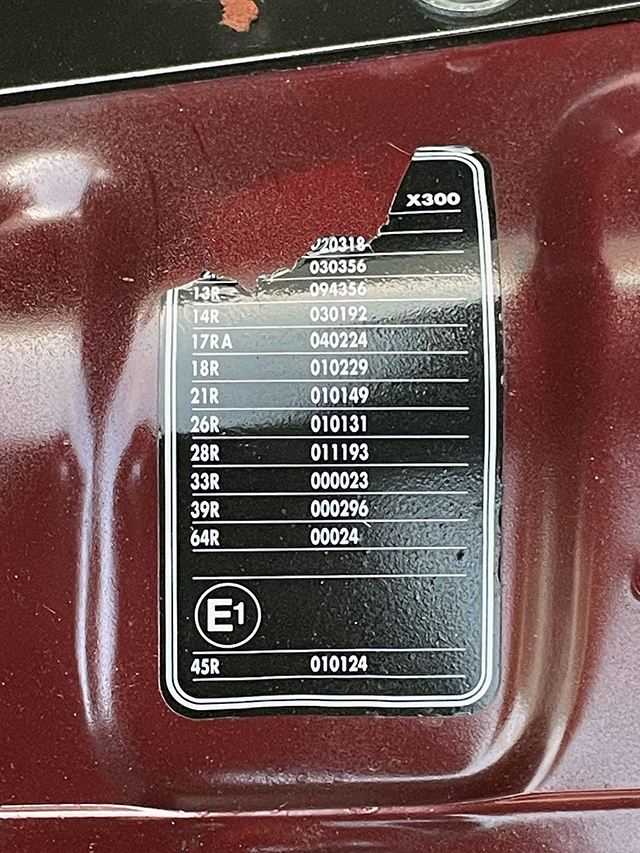 X300
20318
030356
13R 094356
14R 030192
17RA 040224
18R 010229
21R 010149
26R 010131
28R 011193
33R 000023
39R 000296
64R 00024
E1
45R 010124